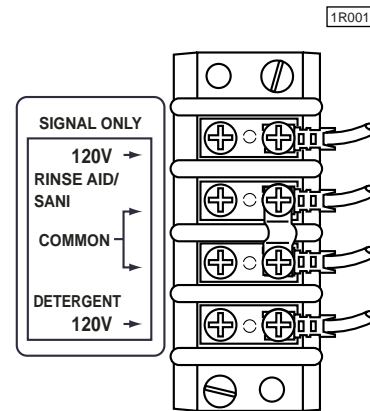 1R001
SIGNAL ONLY
120V
RINSE AID/
SANI
COMMON
DETERGENT
120V